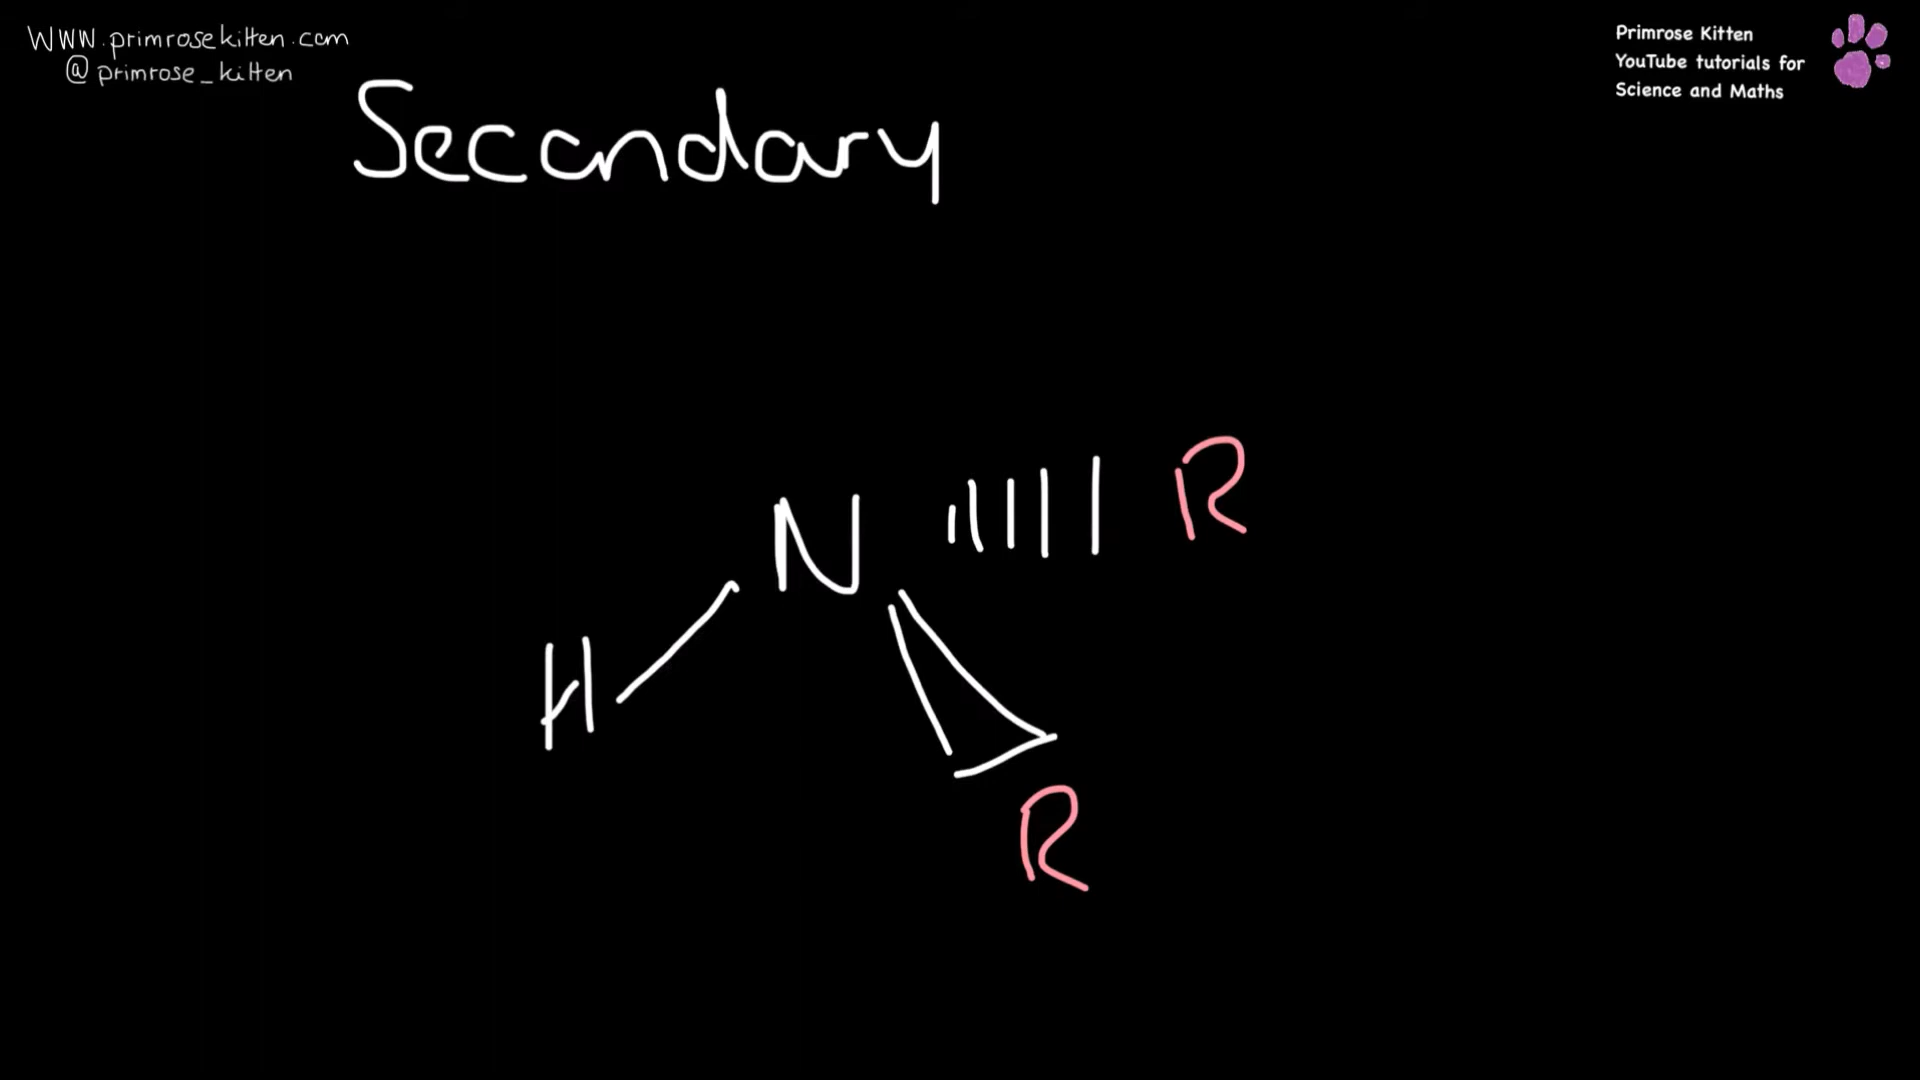 www.primrosekitten.com
@primrose_kitten
Primrose Kitten
YouTube tutorials for
Science and Maths
Secondary
N
R
H
R